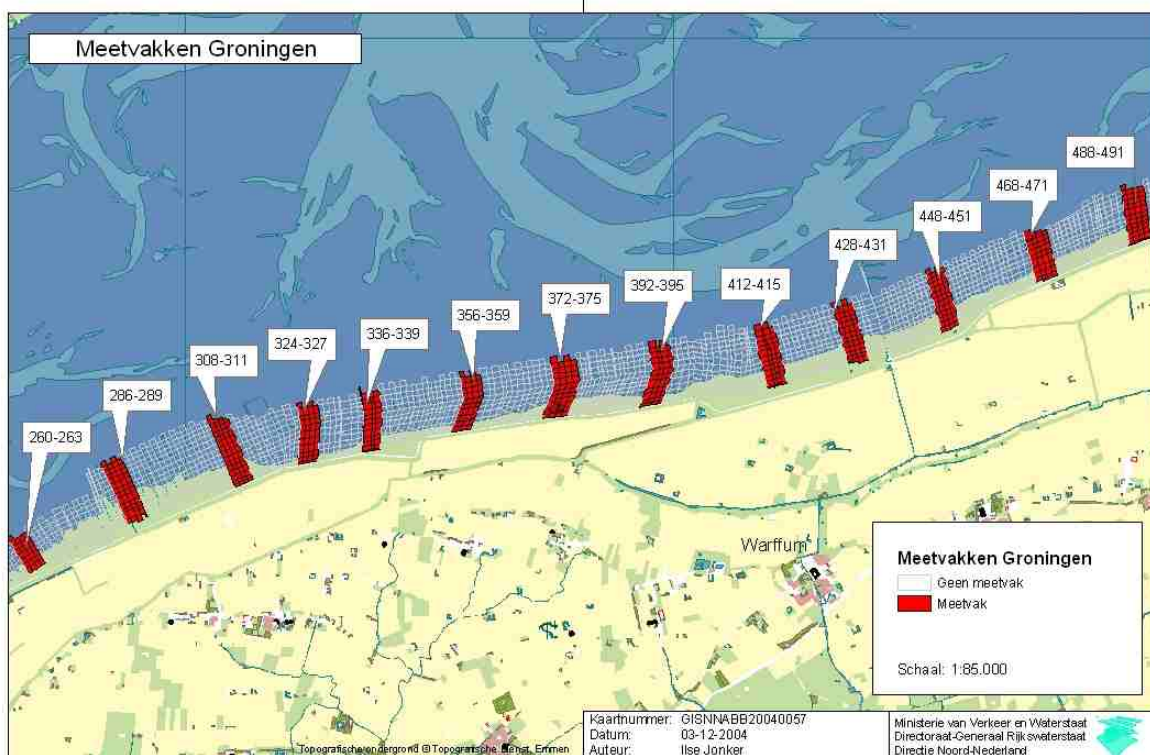 Meetvakken Groningen
488-491
468-471
448-451
428-431
412-415
392-395
372-375
356-359
336-339
324-327
308-311
286-289
260-263
Warffum
Meetvakken Groningen
Geen meetvak
Meetvak
Schaal: 1:85.000
Topografische ondergrond © Topografische Dienst, Emmen
Kaartnummer: GISNNABB20040057
Datum: 03-12-2004
Auteur: Ilse Jonker
Ministerie van Verkeer en Waterstaat
Directoraat-Generaal Rijkswaterstaat
Directie Noord-Nederland